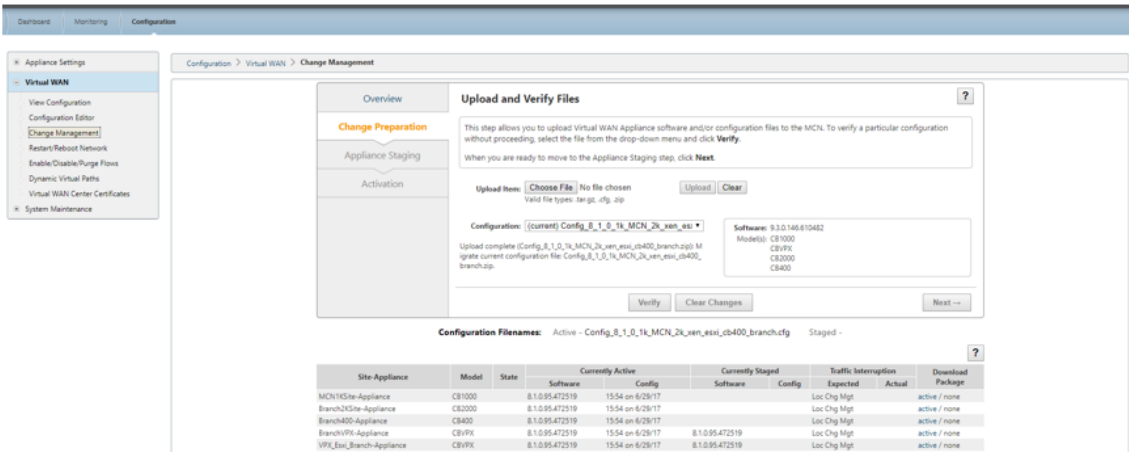 Dashboard Monitoring Configuration
Appliance Settings
Virtual WAN
View Configuration
Configuration Editor
Change Management
Restart/Reboot Network
Enable/Disable/Purge Flows
Dynamic Virtual Paths
Virtual WAN Center Certificates
System Maintenance
Configuration > Virtual WAN > Change Management
Overview
Change Preparation
Appliance Staging
Activation
Upload and Verify Files
?
This step allows you to upload Virtual WAN Appliance software and/or configuration files to the MCN. To verify a particular configuration
without proceeding, select the file from the drop-down menu and click Verify.
When you are ready to move to the Appliance Staging step, click Next.
Upload Item: Choose File No file chosen Upload Clear
Valid file types: .tar.gz, .cfg, .zip
Configuration: (current) Config_8_1_0_1k_MCN_2k_xen_es:
Upload complete (Config_8_1_0_1k_MCN_2k_xen_esxi_cb400_branch.zip): M
igrate current configuration file: Config_8_1_0_1k_MCN_2k_xen_esxi_cb400_
branch.zip.
Software: 9.3.0.146.610482
Model(s): CB1000
CBVPX
CB2000
CB400
Verify Clear Changes Next →
Configuration Filenames: Active - Config_8_1_0_1k_MCN_2k_xen_esxi_cb400_branch.cfg Staged -
?
Site-Appliance Model State Currently Active Currently Staged Traffic Interruption Download Package
Software Config Software Config Expected Actual
MCN1KSite-Appliance CB1000 8.1.0.95.472519 15:54 on 6/29/17 Loc Chg Mgt active / none
Branch2KSite-Appliance CB2000 8.1.0.95.472519 15:54 on 6/29/17 Loc Chg Mgt active / none
Branch400-Appliance CB400 8.1.0.95.472519 15:54 on 6/29/17 Loc Chg Mgt active / none
BranchVPX-Appliance CBVPX 8.1.0.95.472519 15:54 on 6/29/17 8.1.0.95.472519 Loc Chg Mgt active / none
VPX_Esxi_Branch-Appliance CBVPX 8.1.0.95.472519 15:54 on 6/29/17 8.1.0.95.472519 Loc Chg Mgt active / none